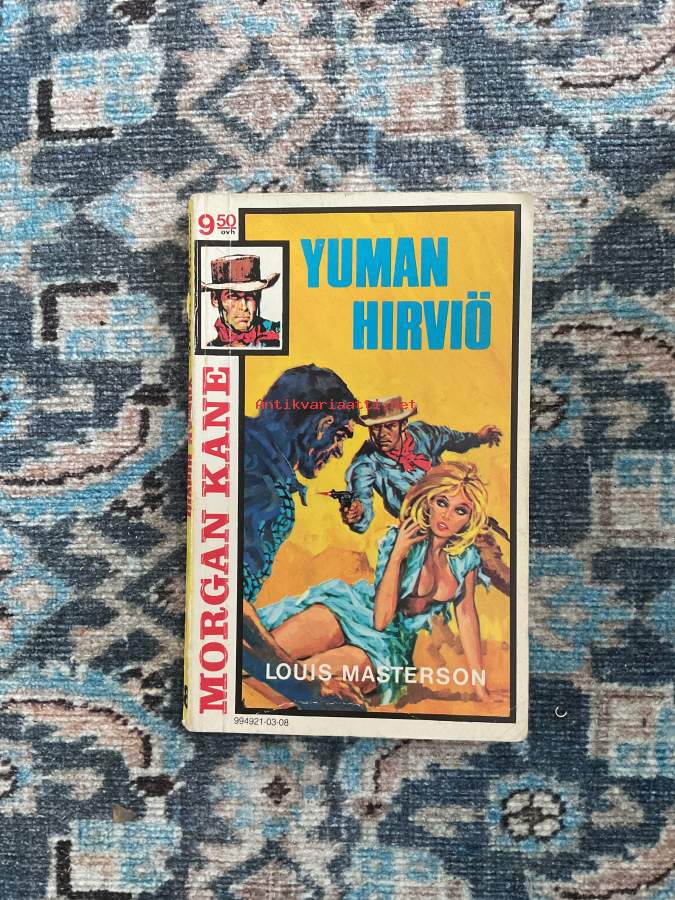 9 50
ovh
YUMAN
HIRVIÖ
MORGAN KANE
Antikvariaatti.net
LOUIS MASTERSON
994921-03-08